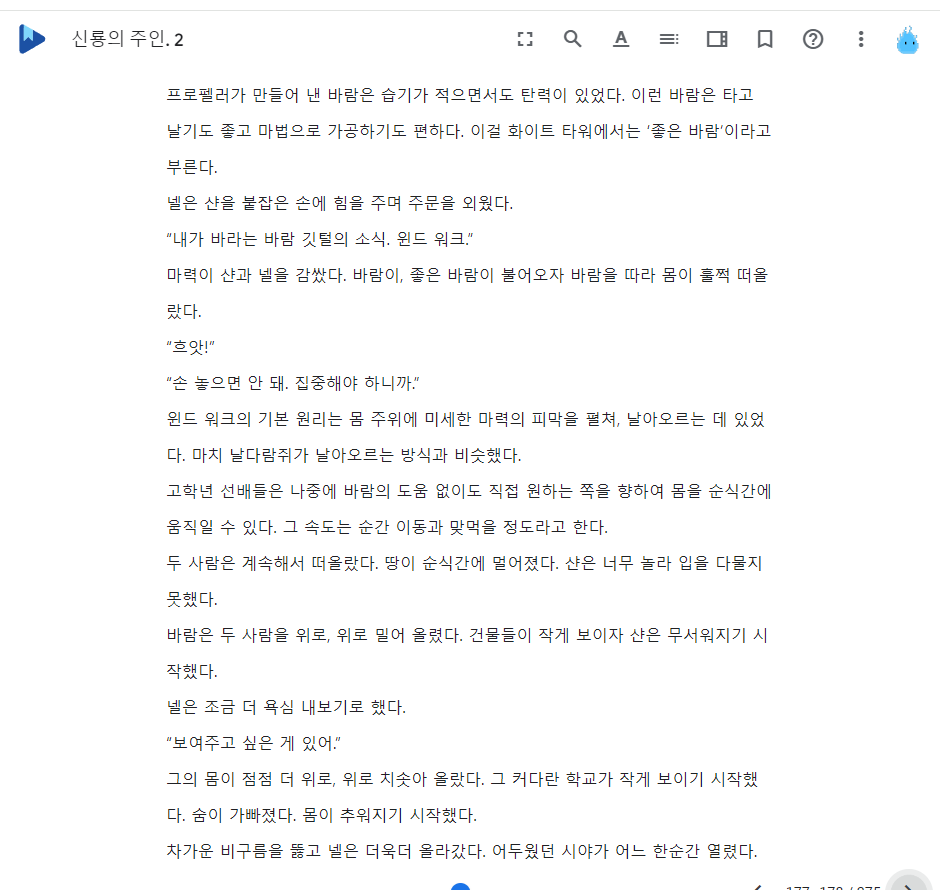 신룡의 주인. 2
프로펠러가 만들어 낸 바람은 습기가 적으면서도 탄력이 있었다. 이런 바람은 타고
날기도 좋고 마법으로 가공하기도 편하다. 이걸 화이트 타워에서는 ‘좋은 바람’이라고
부른다.
넬은 샨을 붙잡은 손에 힘을 주며 주문을 외웠다.
“내가 바라는 바람 깃털의 소식. 윈드 워크.”
마력이 샨과 넬을 감쌌다. 바람이, 좋은 바람이 불어오자 바람을 따라 몸이 훌쩍 떠올
랐다.
“흐앗!”
“손 놓으면 안 돼. 집중해야 하니까.”
윈드 워크의 기본 원리는 몸 주위에 미세한 마력의 피막을 펼쳐, 날아오르는 데 있었
다. 마치 날다람쥐가 날아오르는 방식과 비슷했다.
고학년 선배들은 나중에 바람의 도움 없이도 직접 원하는 쪽을 향하여 몸을 순식간에
움직일 수 있다. 그 속도는 순간 이동과 맞먹을 정도라고 한다.
두 사람은 계속해서 떠올랐다. 땅이 순식간에 멀어졌다. 샨은 너무 놀라 입을 다물지
못했다.
바람은 두 사람을 위로, 위로 밀어 올렸다. 건물들이 작게 보이자 샨은 무서워지기 시
작했다.
넬은 조금 더 욕심 내보기로 했다.
“보여주고 싶은 게 있어.”
그의 몸이 점점 더 위로, 위로 치솟아 올랐다. 그 커다란 학교가 작게 보이기 시작했
다. 숨이 가빠졌다. 몸이 추워지기 시작했다.
차가운 비구름을 뚫고 넬은 더욱더 올라갔다. 어두웠던 시야가 어느 한순간 열렸다.